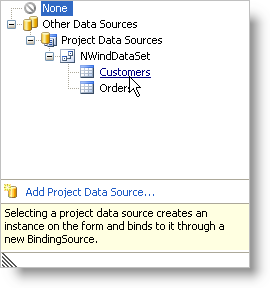 None
Other Data Sources
Project Data Sources
NWindDataSet
Customers
Orders
Add Project Data Source...
Selecting a project data source creates an
instance on the form and binds to it through a
new BindingSource.